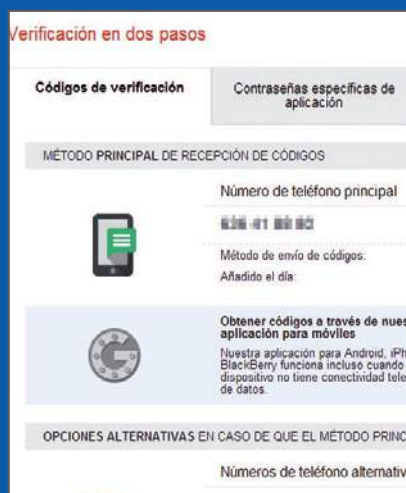 Verificación en dos pasos
Códigos de verificación
Contraseñas específicas de
aplicación
MÉTODO PRINCIPAL DE RECEPCIÓN DE CÓDIGOS
Número de teléfono principal
Método de envío de códigos:
Añadido el día:
Obtener códigos a través de nues
aplicación para móviles
Nuestra aplicación para Android, iPh
BlackBerry funciona incluso cuando
dispositivo no tiene conectividad tele
de datos.
OPCIONES ALTERNATIVAS EN CASO DE QUE EL MÉTODO PRINC
Números de teléfono alternativ